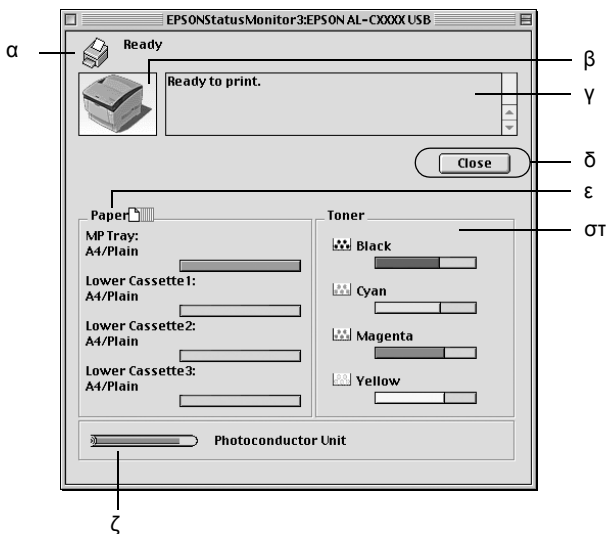 EPSONStatusMonitor3:EPSON AL-CXXXX USB
α
Ready
β
Ready to print.
γ
Close
δ
ε
Paper
Toner
στ
MP Tray:
A4/Plain
Black
Lower Cassette1:
A4/Plain
Cyan
Lower Cassette2:
A4/Plain
Magenta
Lower Cassette3:
A4/Plain
Yellow
Photoconductor Unit
ζ